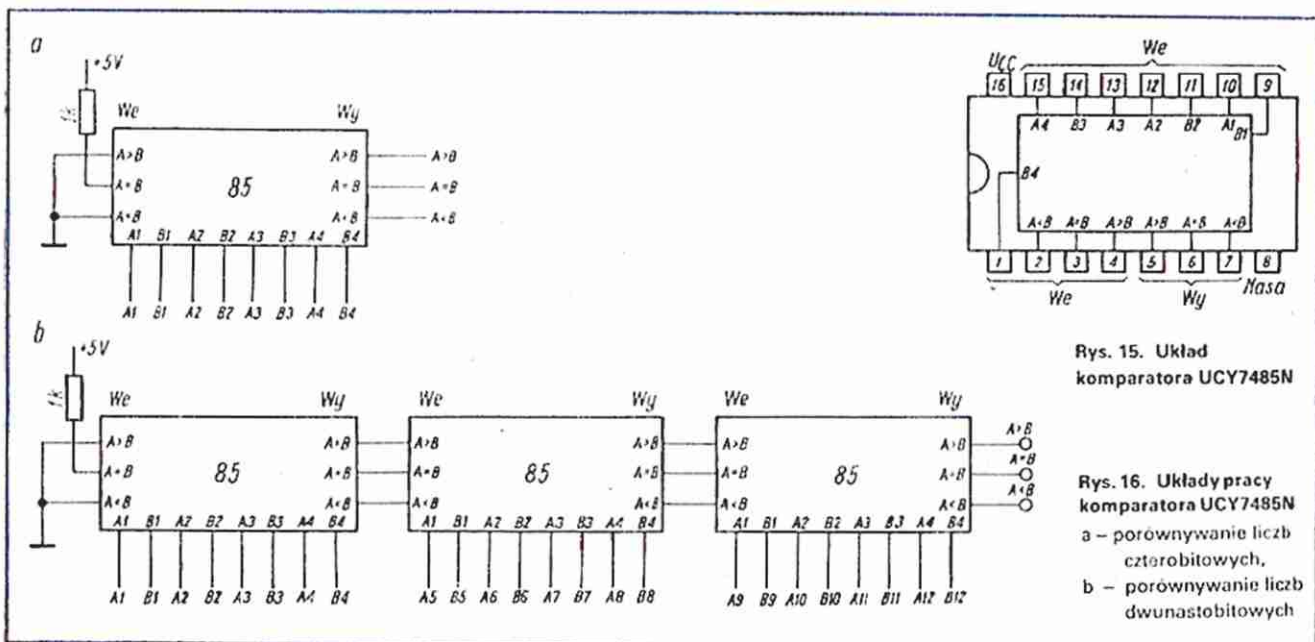 a
+5V
1k
We Wy
A>B A>B A>B
A=B 85 A=B A=B
A<B A<B A<B
A1 B1 A2 B2 A3 B3 A4 B4
A1 B1 A2 B2 A3 B3 A4 B4
We
UCC
16 15 14 13 12 11 10 9
A4 B3 A3 A2 B2 A1 B1
B4
A<B A=B A>B A>B A=B A<B
1 2 3 4 5 6 7 8
We Wy Masa
Rys. 15. Układ
komparatora UCY7485N
b
+5V
1k
We Wy We Wy We Wy
A>B A>B A>B A>B A>B A>B A>B
A=B 85 A=B A=B 85 A=B A=B 85 A=B A=B
A<B A<B A<B A<B A<B A<B A<B
A1 B1 A2 B2 A3 B3 A4 B4 A1 B1 A2 B2 A3 B3 A4 B4 A1 B1 A2 B2 A3 B3 A4 B4
A1 B1 A2 B2 A3 B3 A4 B4 A5 B5 A6 B6 A7 B7 A8 B8 A9 B9 A10 B10 A11 B11 A12 B12
Rys. 16. Układy pracy
komparatora UCY7485N
a – porównywanie liczb
czterobitowych,
b – porównywanie liczb
dwunastobitowych